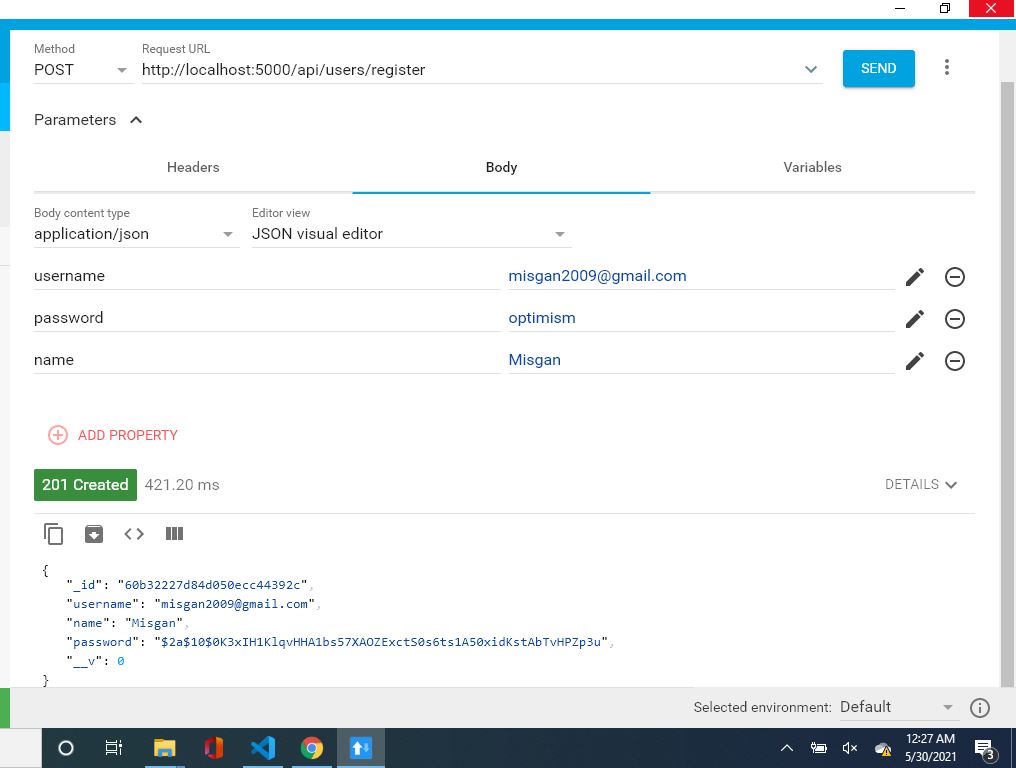 Method
Request URL
POST
http://localhost:5000/api/users/register
SEND
Parameters
Headers
Body
Variables
Body content type
Editor view
application/json
JSON visual editor
username
misgan2009@gmail.com
password
optimism
name
Misgan
ADD PROPERTY
201 Created
421.20 ms
DETAILS
{
"_id": "60b32227d84d050ecc44392c",
"username": "misgan2009@gmail.com",
"name": "Misgan",
"password": "$2a$10$0K3xIH1KlqvHHA1bs57XAOZExctS0s6ts1A50xidKstAbTvHPZp3u",
"__v": 0
}
Selected environment:
Default
12:27 AM
5/30/2021
3